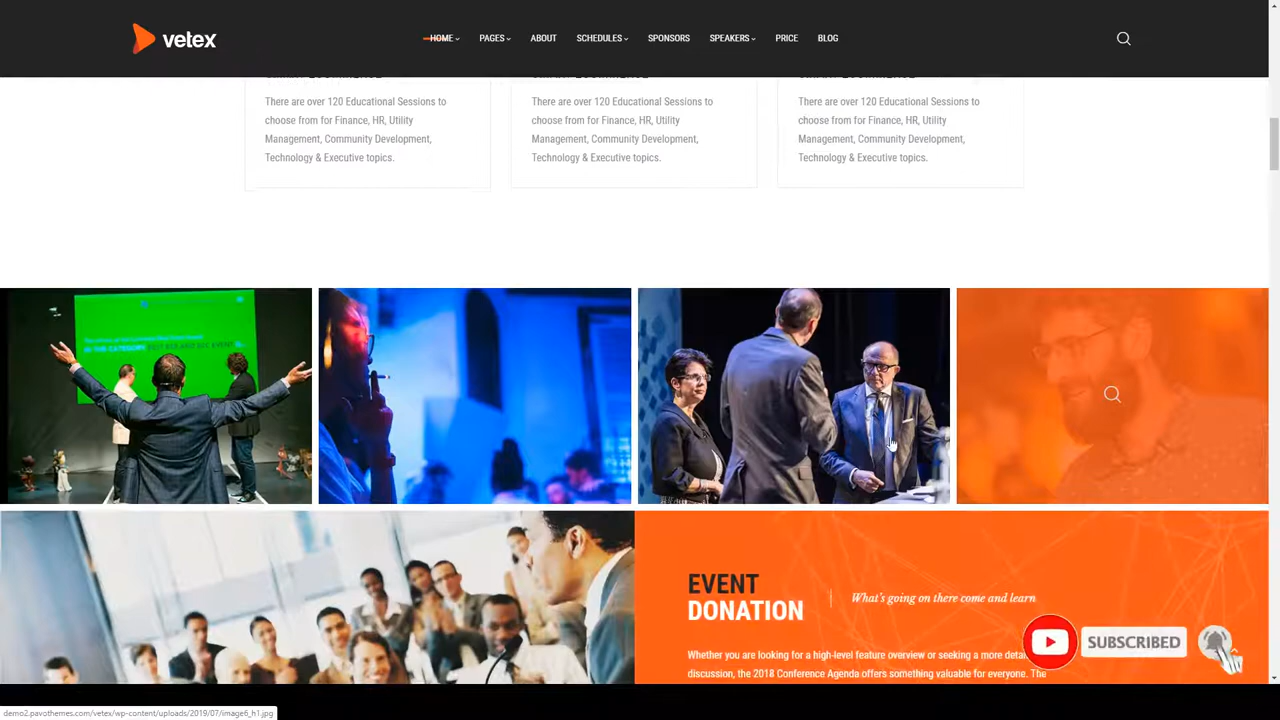 vetex
HOME PAGES ABOUT SCHEDULES SPONSORS SPEAKERS PRICE BLOG
There are over 120 Educational Sessions to
choose from for Finance, HR, Utility
Management, Community Development,
Technology & Executive topics.
There are over 120 Educational Sessions to
choose from for Finance, HR, Utility
Management, Community Development,
Technology & Executive topics.
There are over 120 Educational Sessions to
choose from for Finance, HR, Utility
Management, Community Development,
Technology & Executive topics.
EVENT
DONATION
What's going on there come and learn
Whether you are looking for a high-level feature overview or seeking a more
discussion, the 2018 Conference Agenda offers something valuable for everyone. The
SUBSCRIBED
demo2.pavothemes.com/vetex/wp-content/uploads/2019/07/image6_h1.jpg